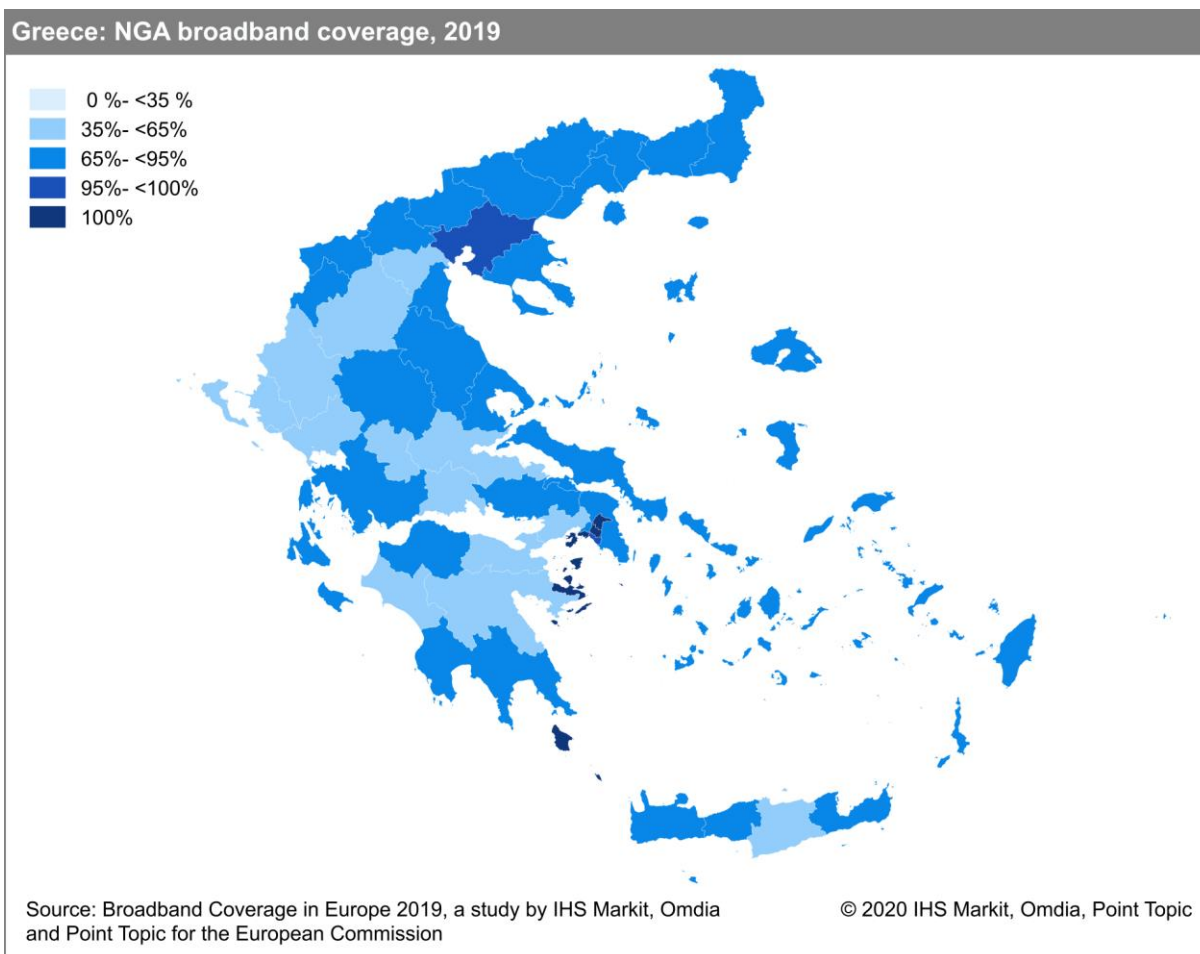 Greece: NGA broadband coverage, 2019
0 %- <35 %
35%- <65%
65%- <95%
95%- <100%
100%
Source: Broadband Coverage in Europe 2019, a study by IHS Markit, Omdia
and Point Topic for the European Commission
© 2020 IHS Markit, Omdia, Point Topic